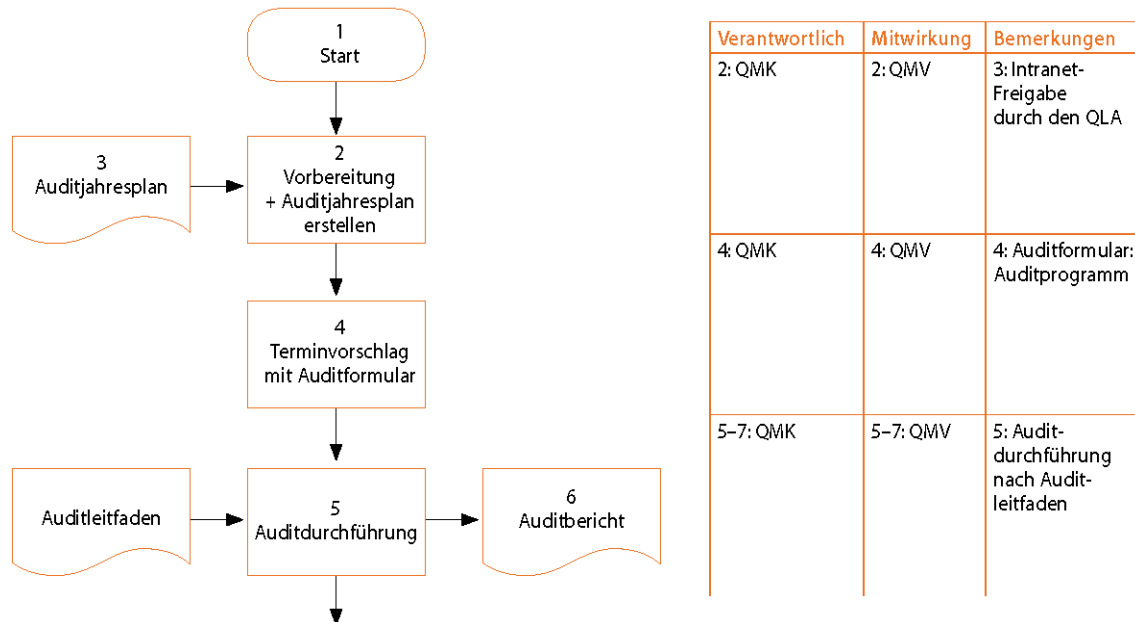 1
Start
3
Auditjahresplan
2
Vorbereitung
+ Auditjahresplan
erstellen
4
Terminvorschlag
mit Auditformular
Auditleitfaden
5
Auditdurchführung
6
Auditbericht
Verantwortlich Mitwirkung Bemerkungen
2: QMK 2: QMV 3: Intranet-
Freigabe
durch den QLA
4: QMK 4: QMV 4: Auditformular:
Auditprogramm
5–7: QMK 5–7: QMV 5: Audit-
durchführung
nach Audit-
leitfaden